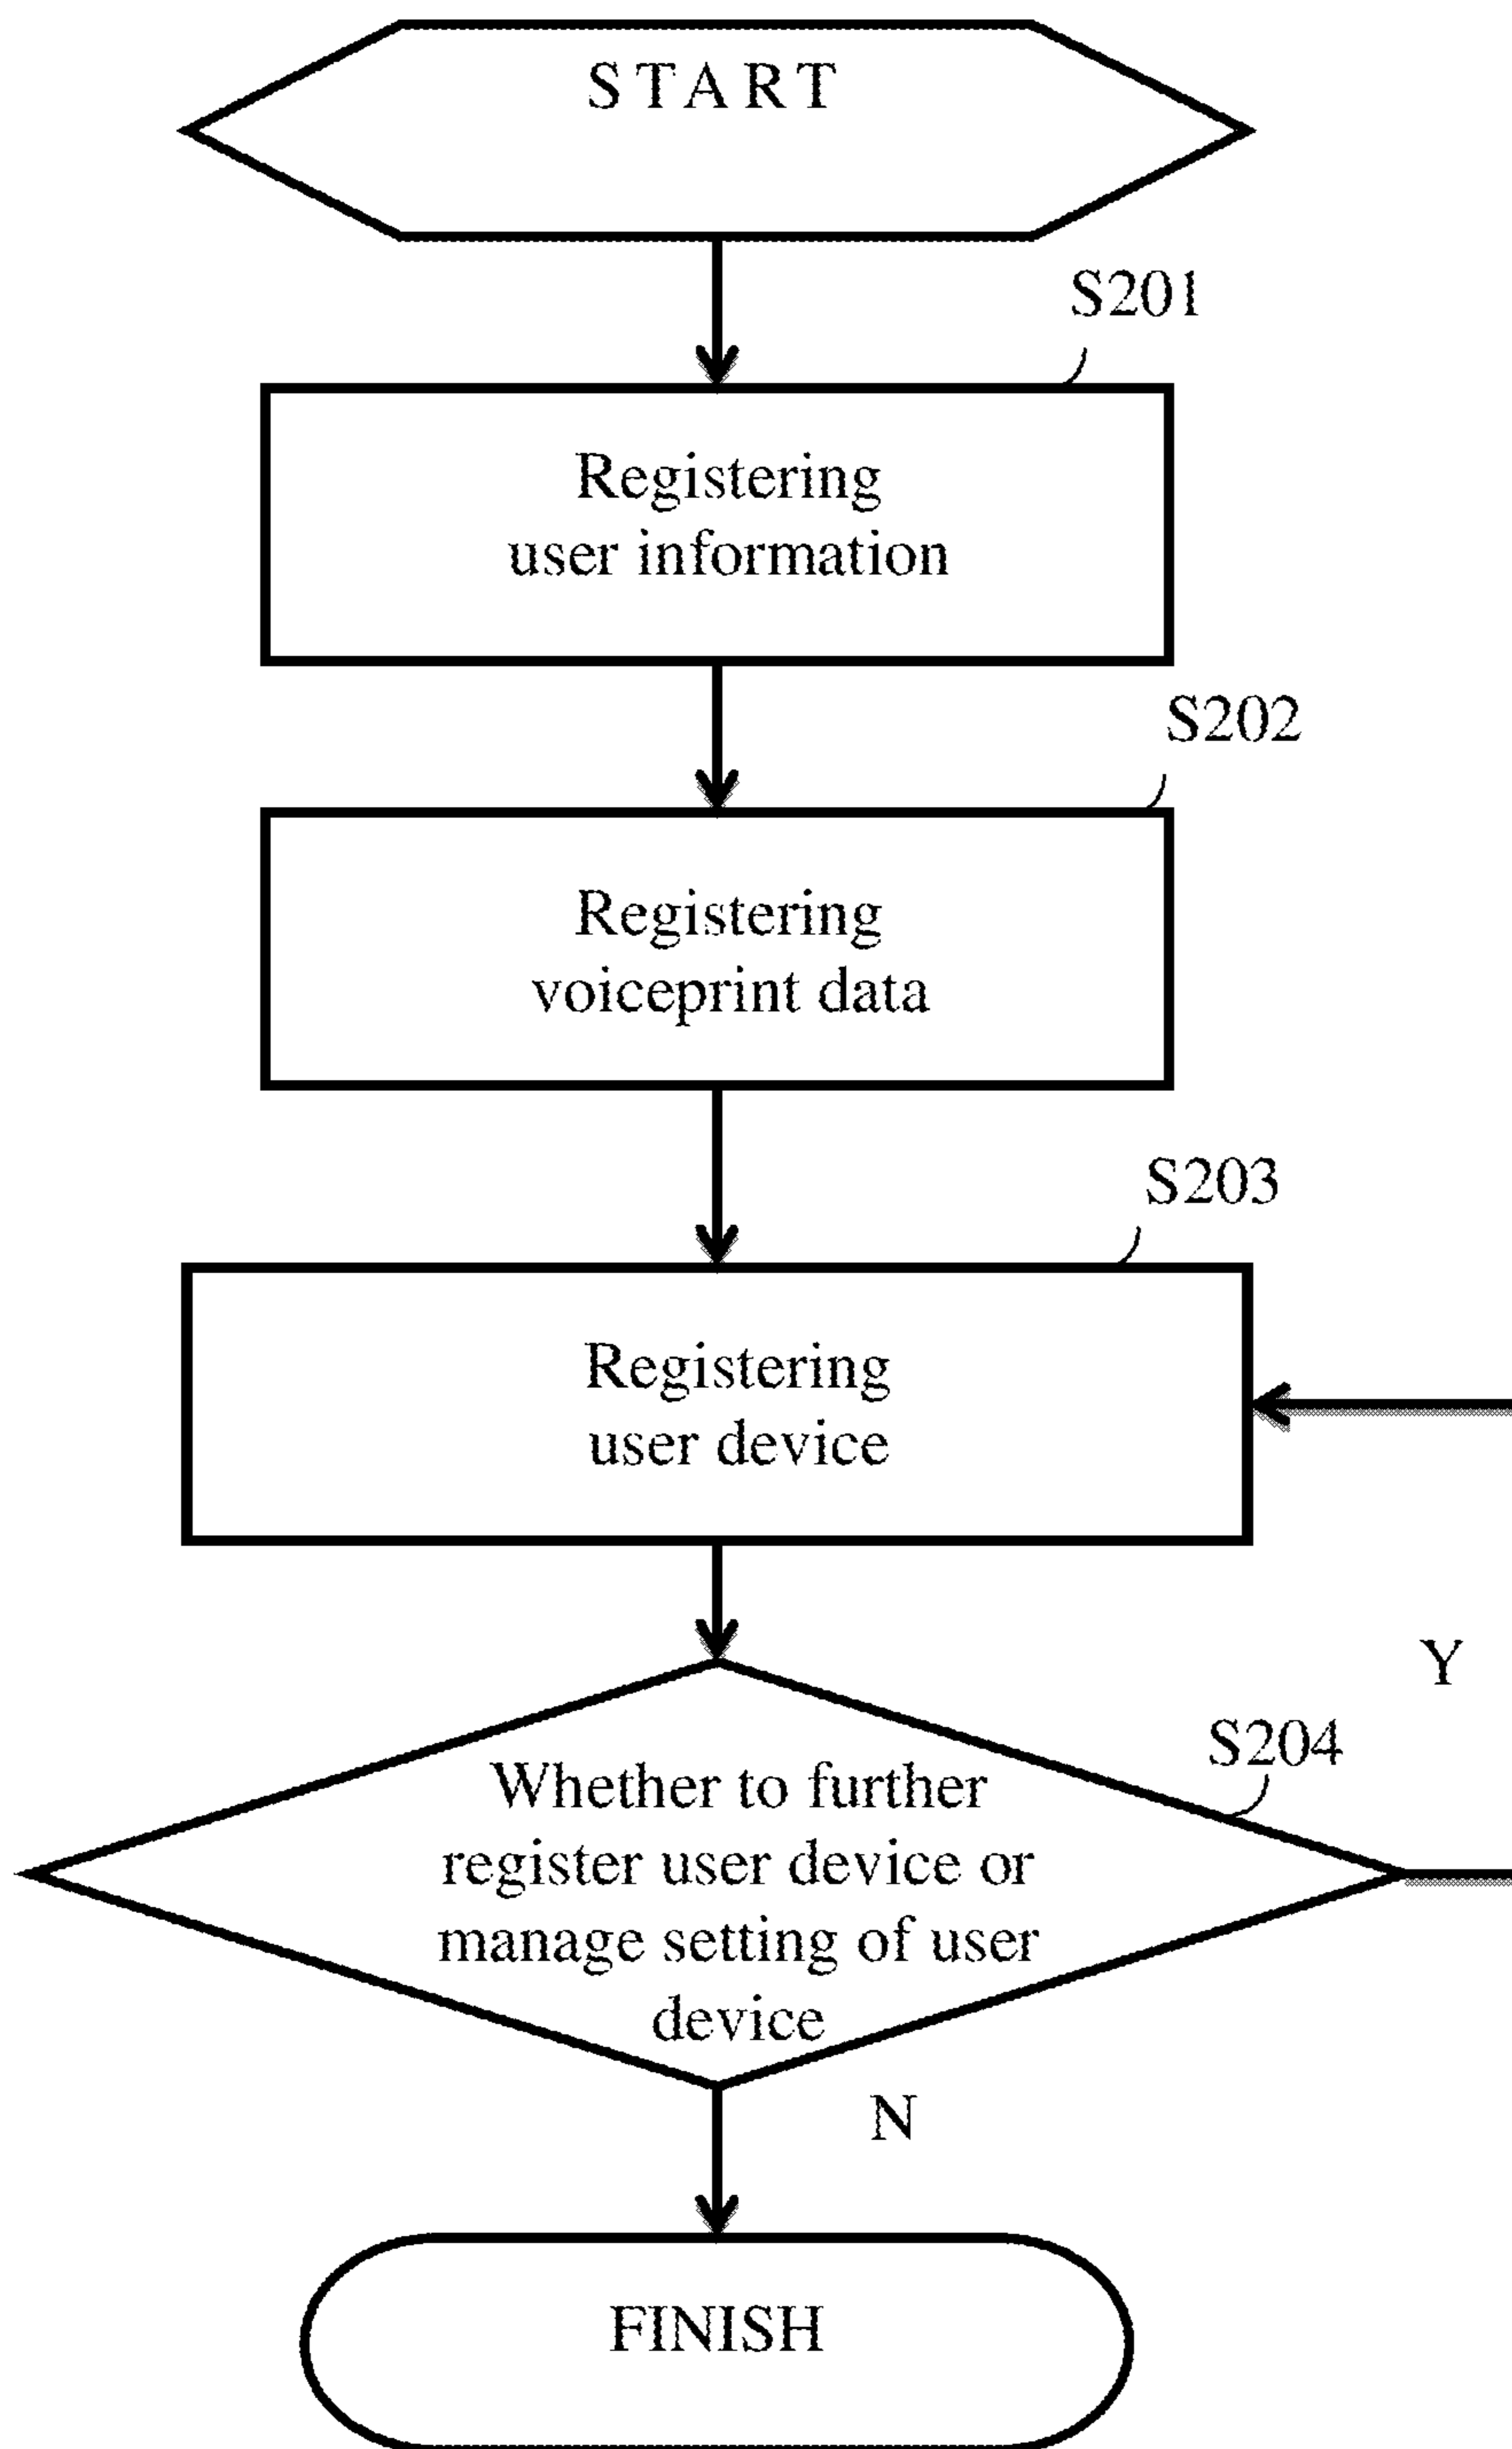 START
S201
Registering
user information
S202
Registering
voiceprint data
S203
Registering
user device
Y
S204
Whether to further
register user device or
manage setting of user
device
N
FINISH